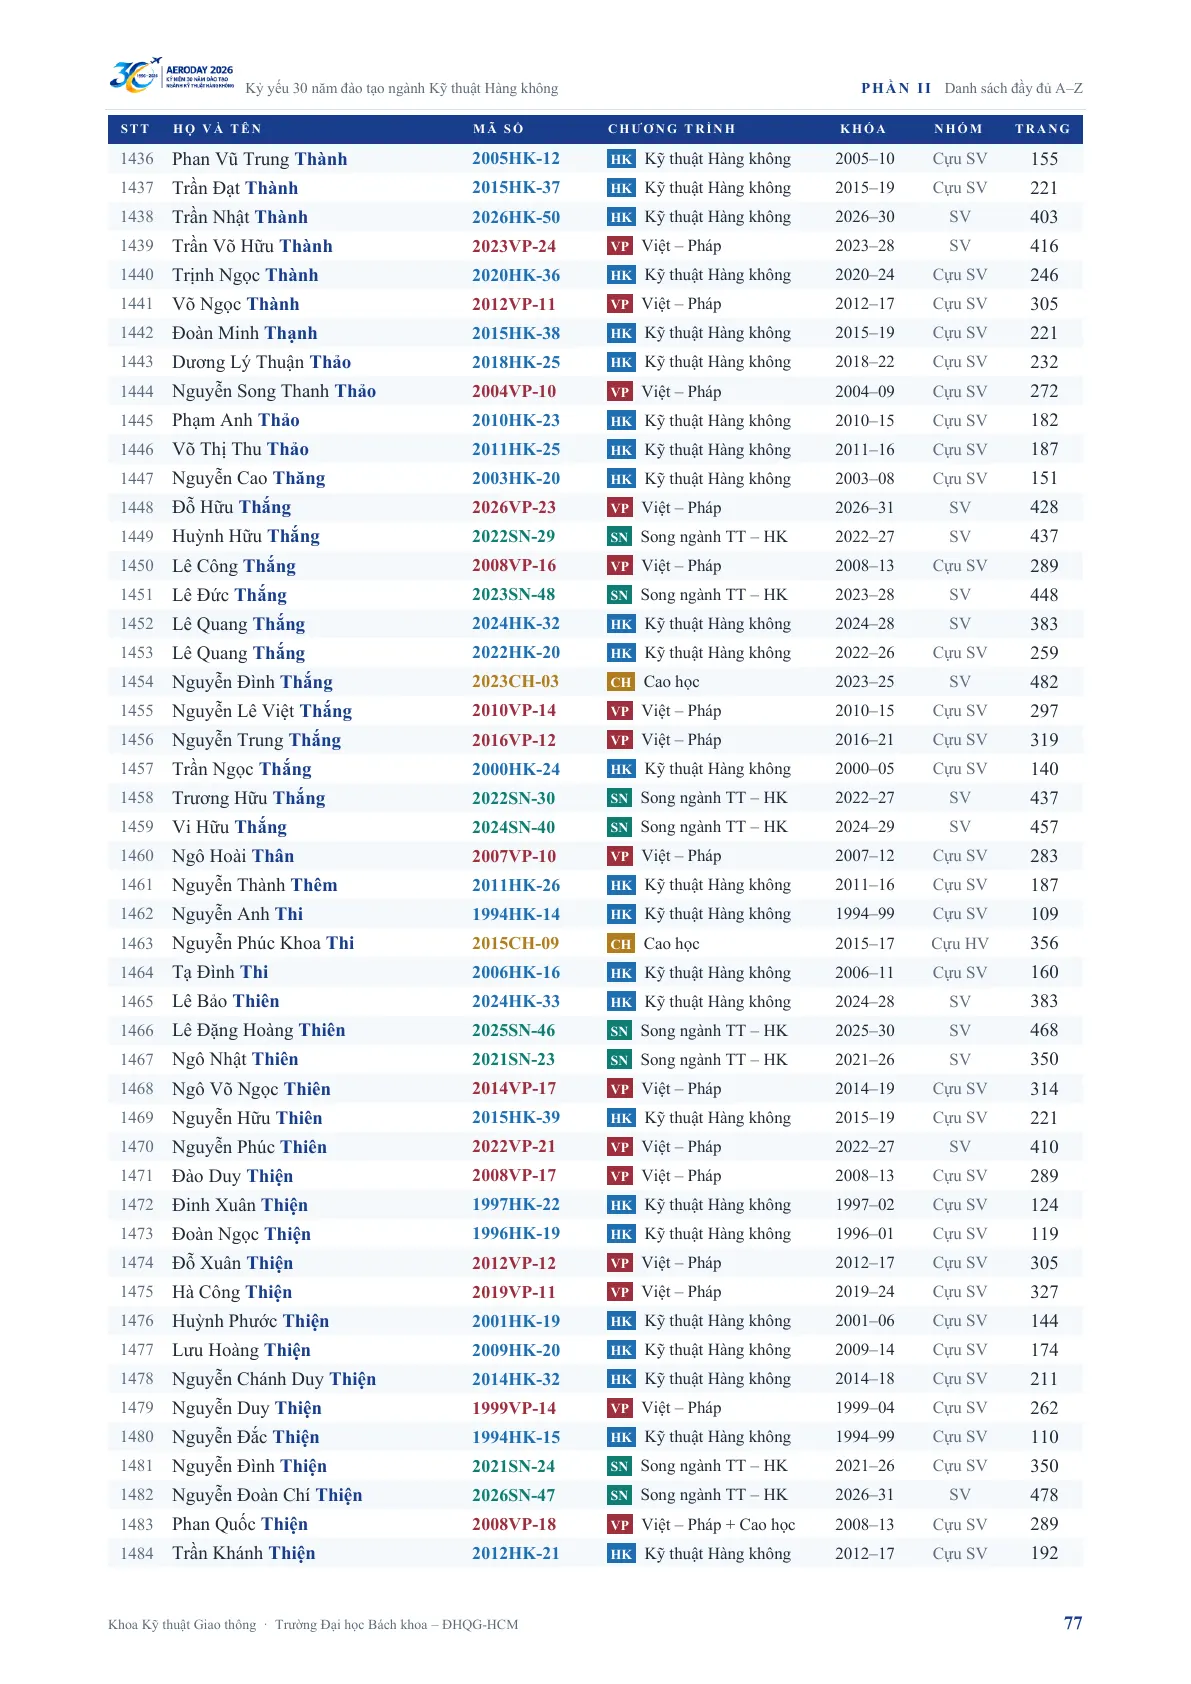 30 1996 - 2026 AERODAY 2026
KỶ NIỆM 30 NĂM ĐÀO TẠO
NGÀNH KỸ THUẬT HÀNG KHÔNG
Kỷ yếu 30 năm đào tạo ngành Kỹ thuật Hàng không PHẦN II Danh sách đầy đủ A–Z
STT HỌ VÀ TÊN MÃ SỐ CHƯƠNG TRÌNH KHÓA NHÓM TRANG
1436 Phan Vũ Trung Thành 2005HK-12 HK Kỹ thuật Hàng không 2005–10 Cựu SV 155
1437 Trần Đạt Thành 2015HK-37 HK Kỹ thuật Hàng không 2015–19 Cựu SV 221
1438 Trần Nhật Thành 2026HK-50 HK Kỹ thuật Hàng không 2026–30 SV 403
1439 Trần Võ Hữu Thành 2023VP-24 VP Việt – Pháp 2023–28 SV 416
1440 Trịnh Ngọc Thành 2020HK-36 HK Kỹ thuật Hàng không 2020–24 Cựu SV 246
1441 Võ Ngọc Thành 2012VP-11 VP Việt – Pháp 2012–17 Cựu SV 305
1442 Đoàn Minh Thạnh 2015HK-38 HK Kỹ thuật Hàng không 2015–19 Cựu SV 221
1443 Dương Lý Thuận Thảo 2018HK-25 HK Kỹ thuật Hàng không 2018–22 Cựu SV 232
1444 Nguyễn Song Thanh Thảo 2004VP-10 VP Việt – Pháp 2004–09 Cựu SV 272
1445 Phạm Anh Thảo 2010HK-23 HK Kỹ thuật Hàng không 2010–15 Cựu SV 182
1446 Võ Thị Thu Thảo 2011HK-25 HK Kỹ thuật Hàng không 2011–16 Cựu SV 187
1447 Nguyễn Cao Thăng 2003HK-20 HK Kỹ thuật Hàng không 2003–08 Cựu SV 151
1448 Đỗ Hữu Thắng 2026VP-23 VP Việt – Pháp 2026–31 SV 428
1449 Huỳnh Hữu Thắng 2022SN-29 SN Song ngành TT – HK 2022–27 SV 437
1450 Lê Công Thắng 2008VP-16 VP Việt – Pháp 2008–13 Cựu SV 289
1451 Lê Đức Thắng 2023SN-48 SN Song ngành TT – HK 2023–28 SV 448
1452 Lê Quang Thắng 2024HK-32 HK Kỹ thuật Hàng không 2024–28 SV 383
1453 Lê Quang Thắng 2022HK-20 HK Kỹ thuật Hàng không 2022–26 Cựu SV 259
1454 Nguyễn Đình Thắng 2023CH-03 CH Cao học 2023–25 SV 482
1455 Nguyễn Lê Việt Thắng 2010VP-14 VP Việt – Pháp 2010–15 Cựu SV 297
1456 Nguyễn Trung Thắng 2016VP-12 VP Việt – Pháp 2016–21 Cựu SV 319
1457 Trần Ngọc Thắng 2000HK-24 HK Kỹ thuật Hàng không 2000–05 Cựu SV 140
1458 Trương Hữu Thắng 2022SN-30 SN Song ngành TT – HK 2022–27 SV 437
1459 Vi Hữu Thắng 2024SN-40 SN Song ngành TT – HK 2024–29 SV 457
1460 Ngô Hoài Thân 2007VP-10 VP Việt – Pháp 2007–12 Cựu SV 283
1461 Nguyễn Thành Thêm 2011HK-26 HK Kỹ thuật Hàng không 2011–16 Cựu SV 187
1462 Nguyễn Anh Thi 1994HK-14 HK Kỹ thuật Hàng không 1994–99 Cựu SV 109
1463 Nguyễn Phúc Khoa Thi 2015CH-09 CH Cao học 2015–17 Cựu HV 356
1464 Tạ Đình Thi 2006HK-16 HK Kỹ thuật Hàng không 2006–11 Cựu SV 160
1465 Lê Bảo Thiên 2024HK-33 HK Kỹ thuật Hàng không 2024–28 SV 383
1466 Lê Đặng Hoàng Thiên 2025SN-46 SN Song ngành TT – HK 2025–30 SV 468
1467 Ngô Nhật Thiên 2021SN-23 SN Song ngành TT – HK 2021–26 SV 350
1468 Ngô Võ Ngọc Thiên 2014VP-17 VP Việt – Pháp 2014–19 Cựu SV 314
1469 Nguyễn Hữu Thiên 2015HK-39 HK Kỹ thuật Hàng không 2015–19 Cựu SV 221
1470 Nguyễn Phúc Thiên 2022VP-21 VP Việt – Pháp 2022–27 SV 410
1471 Đào Duy Thiện 2008VP-17 VP Việt – Pháp 2008–13 Cựu SV 289
1472 Đinh Xuân Thiện 1997HK-22 HK Kỹ thuật Hàng không 1997–02 Cựu SV 124
1473 Đoàn Ngọc Thiện 1996HK-19 HK Kỹ thuật Hàng không 1996–01 Cựu SV 119
1474 Đỗ Xuân Thiện 2012VP-12 VP Việt – Pháp 2012–17 Cựu SV 305
1475 Hà Công Thiện 2019VP-11 VP Việt – Pháp 2019–24 Cựu SV 327
1476 Huỳnh Phước Thiện 2001HK-19 HK Kỹ thuật Hàng không 2001–06 Cựu SV 144
1477 Lưu Hoàng Thiện 2009HK-20 HK Kỹ thuật Hàng không 2009–14 Cựu SV 174
1478 Nguyễn Chánh Duy Thiện 2014HK-32 HK Kỹ thuật Hàng không 2014–18 Cựu SV 211
1479 Nguyễn Duy Thiện 1999VP-14 VP Việt – Pháp 1999–04 Cựu SV 262
1480 Nguyễn Đắc Thiện 1994HK-15 HK Kỹ thuật Hàng không 1994–99 Cựu SV 110
1481 Nguyễn Đình Thiện 2021SN-24 SN Song ngành TT – HK 2021–26 Cựu SV 350
1482 Nguyễn Đoàn Chí Thiện 2026SN-47 SN Song ngành TT – HK 2026–31 SV 478
1483 Phan Quốc Thiện 2008VP-18 VP Việt – Pháp + Cao học 2008–13 Cựu SV 289
1484 Trần Khánh Thiện 2012HK-21 HK Kỹ thuật Hàng không 2012–17 Cựu SV 192
Khoa Kỹ thuật Giao thông · Trường Đại học Bách khoa – ĐHQG-HCM 77